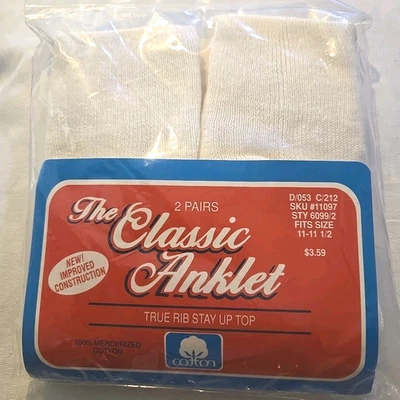 2 PAIRS
The Classic
Anklet
D/053 C/212
SKU #11097
STY 6099/2
FITS SIZE
11-11 1/2
$3.59
NEW!
IMPROVED
CONSTRUCTION
TRUE RIB STAY UP TOP
100% MERCERIZED
COTTON
cotton